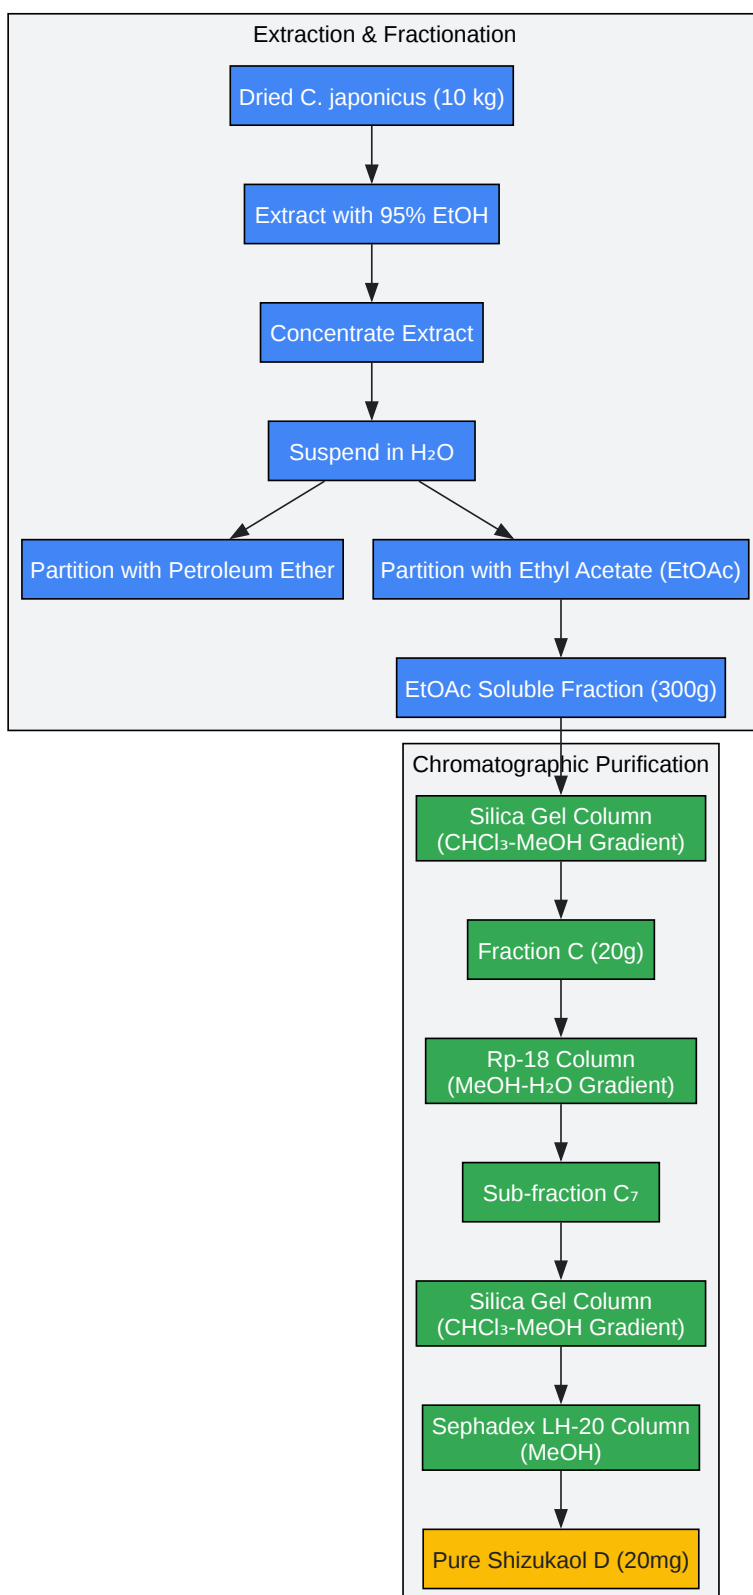 Extraction & Fractionation
Dried C. japonicus (10 kg)
Extract with 95% EtOH
Concentrate Extract
Suspend in H₂O
Partition with Petroleum Ether
Partition with Ethyl Acetate (EtOAc)
EtOAc Soluble Fraction (300g)
Chromatographic Purification
Silica Gel Column
(CHCl₃-MeOH Gradient)
Fraction C (20g)
Rp-18 Column
(MeOH-H₂O Gradient)
Sub-fraction C₇
Silica Gel Column
(CHCl₃-MeOH Gradient)
Sephadex LH-20 Column
(MeOH)
Pure Shizukaol D (20mg)